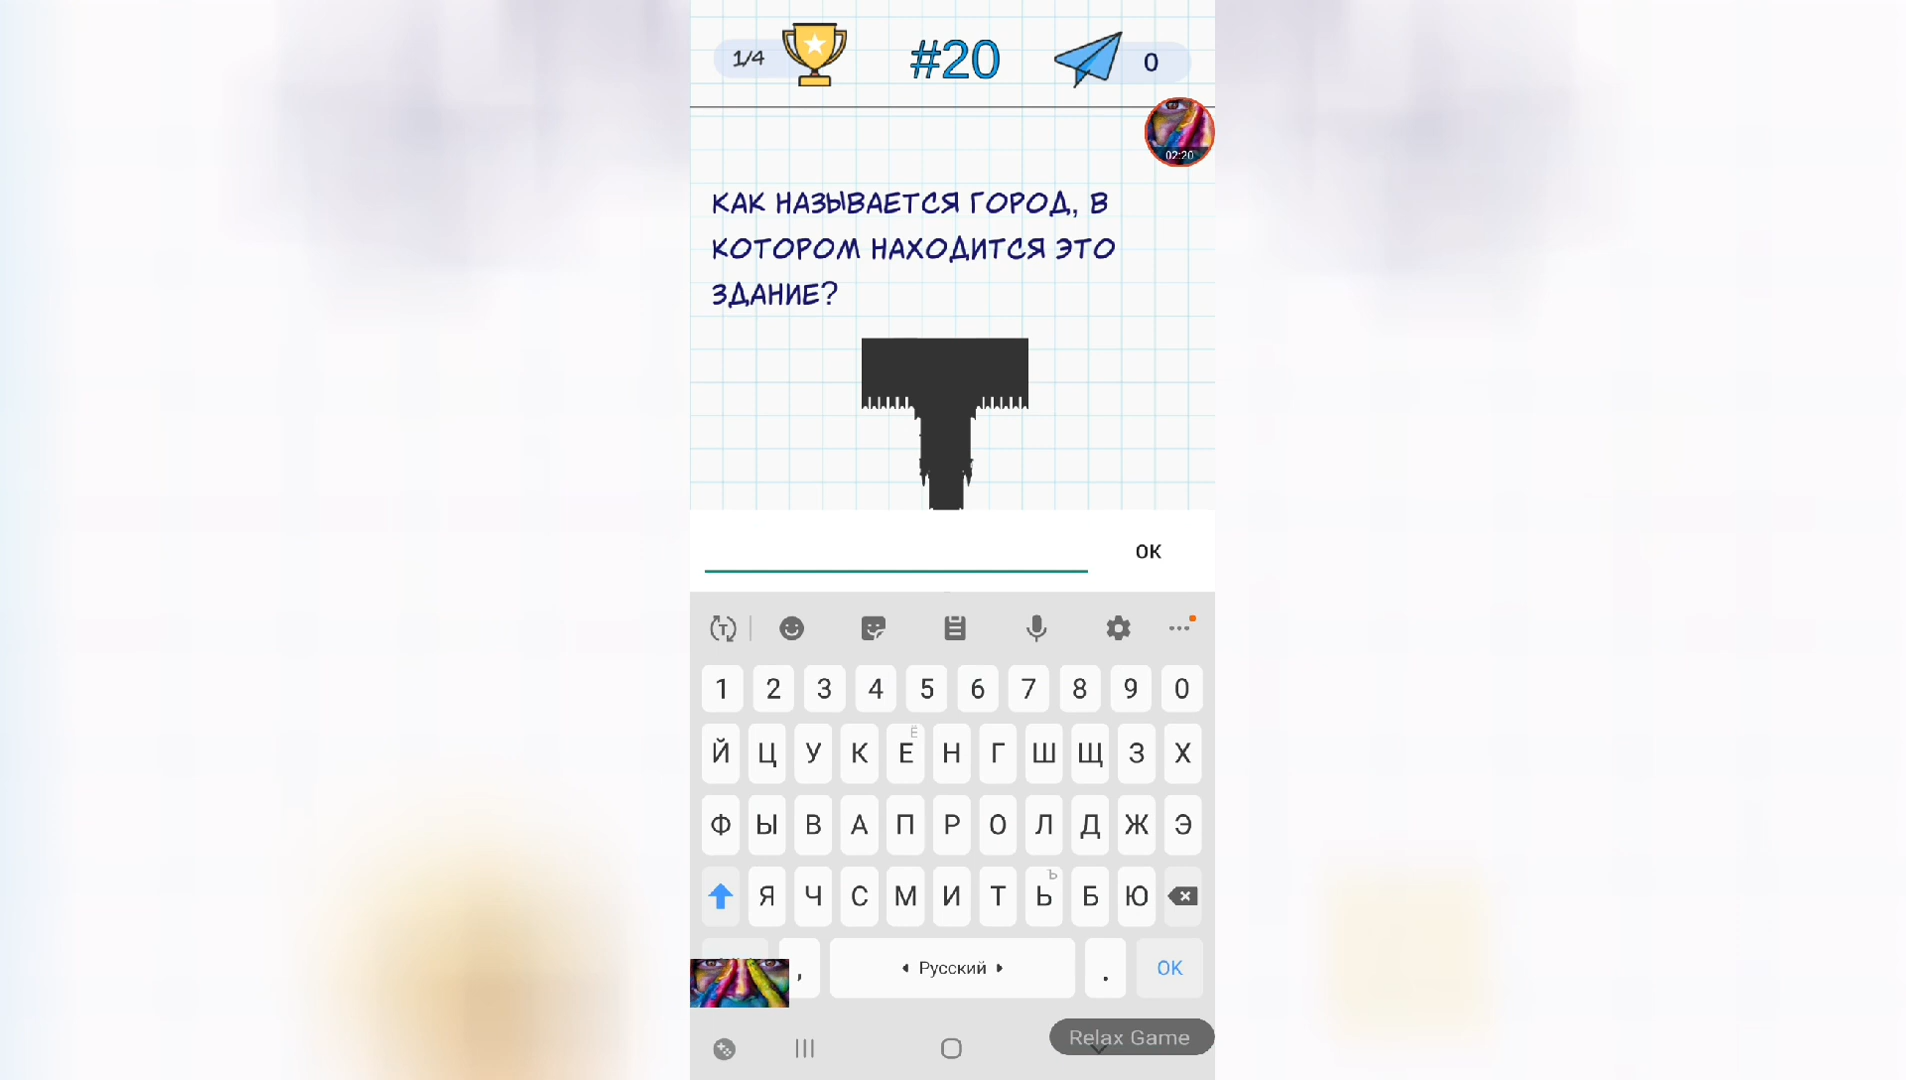 1/4
#20
0
02:20
КАК НАЗЫВАЕТСЯ ГОРОД, В
КОТОРОМ НАХОДИТСЯ ЭТО
ЗДАНИЕ?
OK
T
1 2 3 4 5 6 7 8 9 0
Ё
Й Ц У К Е Н Г Ш Щ З Х
Ф Ы В А П Р О Л Д Ж Э
Ъ
Я Ч С М И Т Ь Б Ю
, Русский . OK
Relax Game